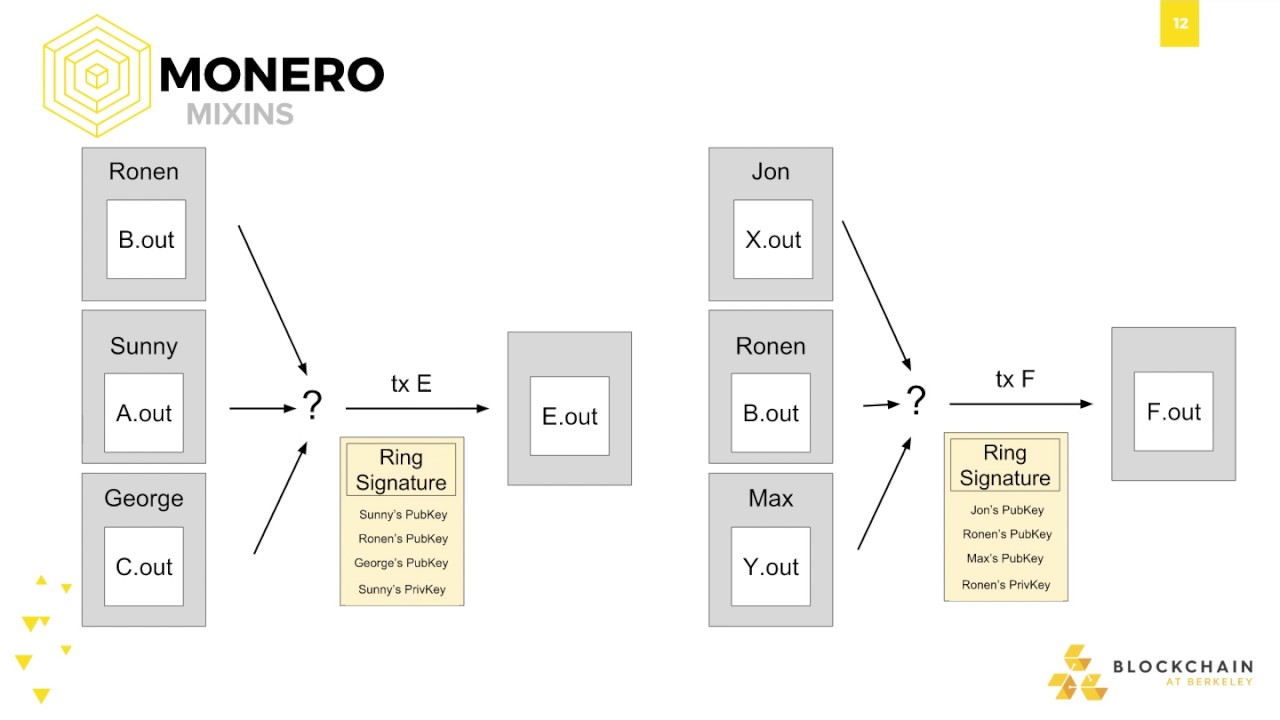 12
MONERO
MIXINS
Ronen
B.out
Sunny
A.out
George
C.out
?
tx E
Ring
Signature
Sunny's PubKey
Ronen's PubKey
George's PubKey
Sunny's PrivKey
E.out
Jon
X.out
Ronen
B.out
Max
Y.out
?
tx F
Ring
Signature
Jon's PubKey
Ronen's PubKey
Max's PubKey
Ronen's PrivKey
F.out
BLOCKCHAIN
AT BERKELEY